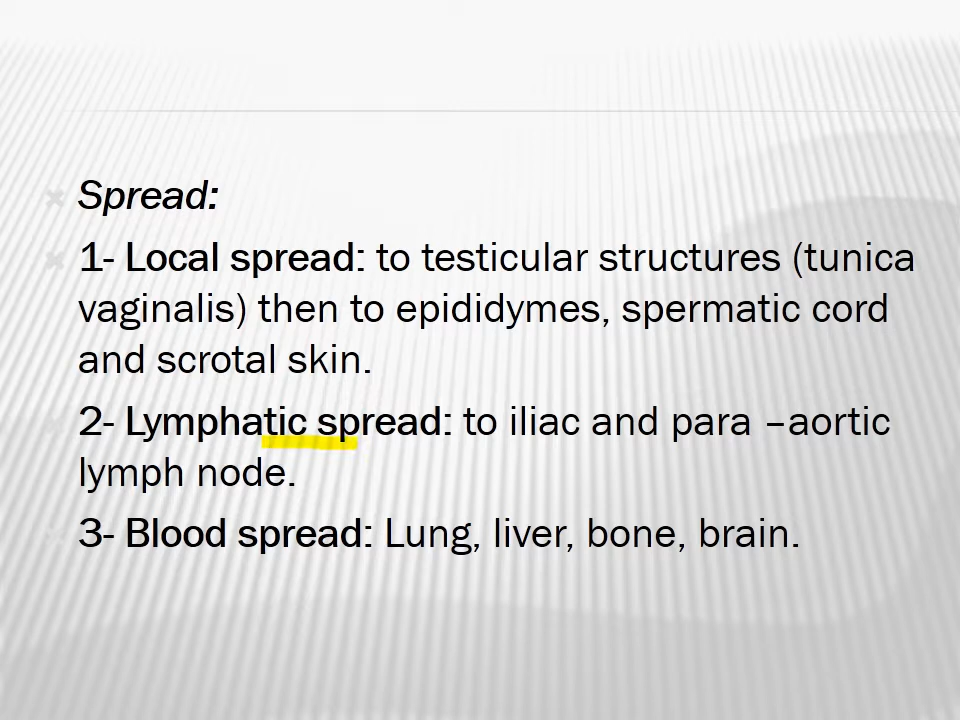 Spread:
1- Local spread: to testicular structures (tunica
vaginalis) then to epididymes, spermatic cord
and scrotal skin.
2- Lymphatic spread: to iliac and para –aortic
lymph node.
3- Blood spread: Lung, liver, bone, brain.